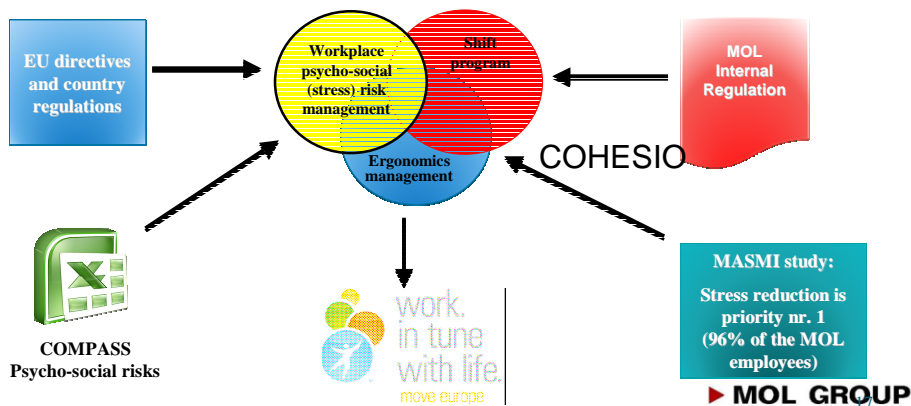 EU directives
and country
regulations
Workplace
psycho-social
(stress) risk
management
Shift
program
MOL
Internal
Regulation
Ergonomics
management
COHESIO
COMPASS
Psycho-social risks
work.
in tune
with life.
move europe
MASMI study:
Stress reduction is
priority nr. 1
(96% of the MOL
employees)
MOL GROUP